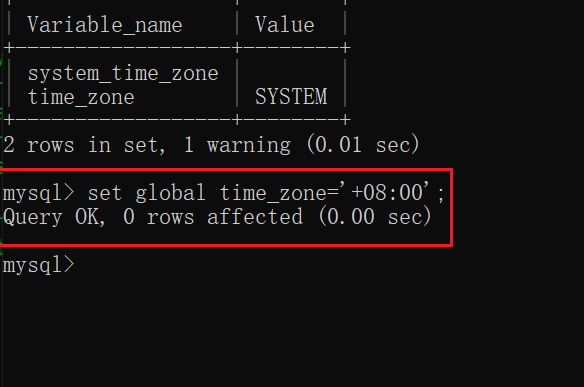 | Variable_name    | Value  |
+------------------+--------+
| system_time_zone |        |
| time_zone        | SYSTEM |
+------------------+--------+
2 rows in set, 1 warning (0.01 sec)
mysql> set global time_zone='+08:00';
Query OK, 0 rows affected (0.00 sec)
mysql>